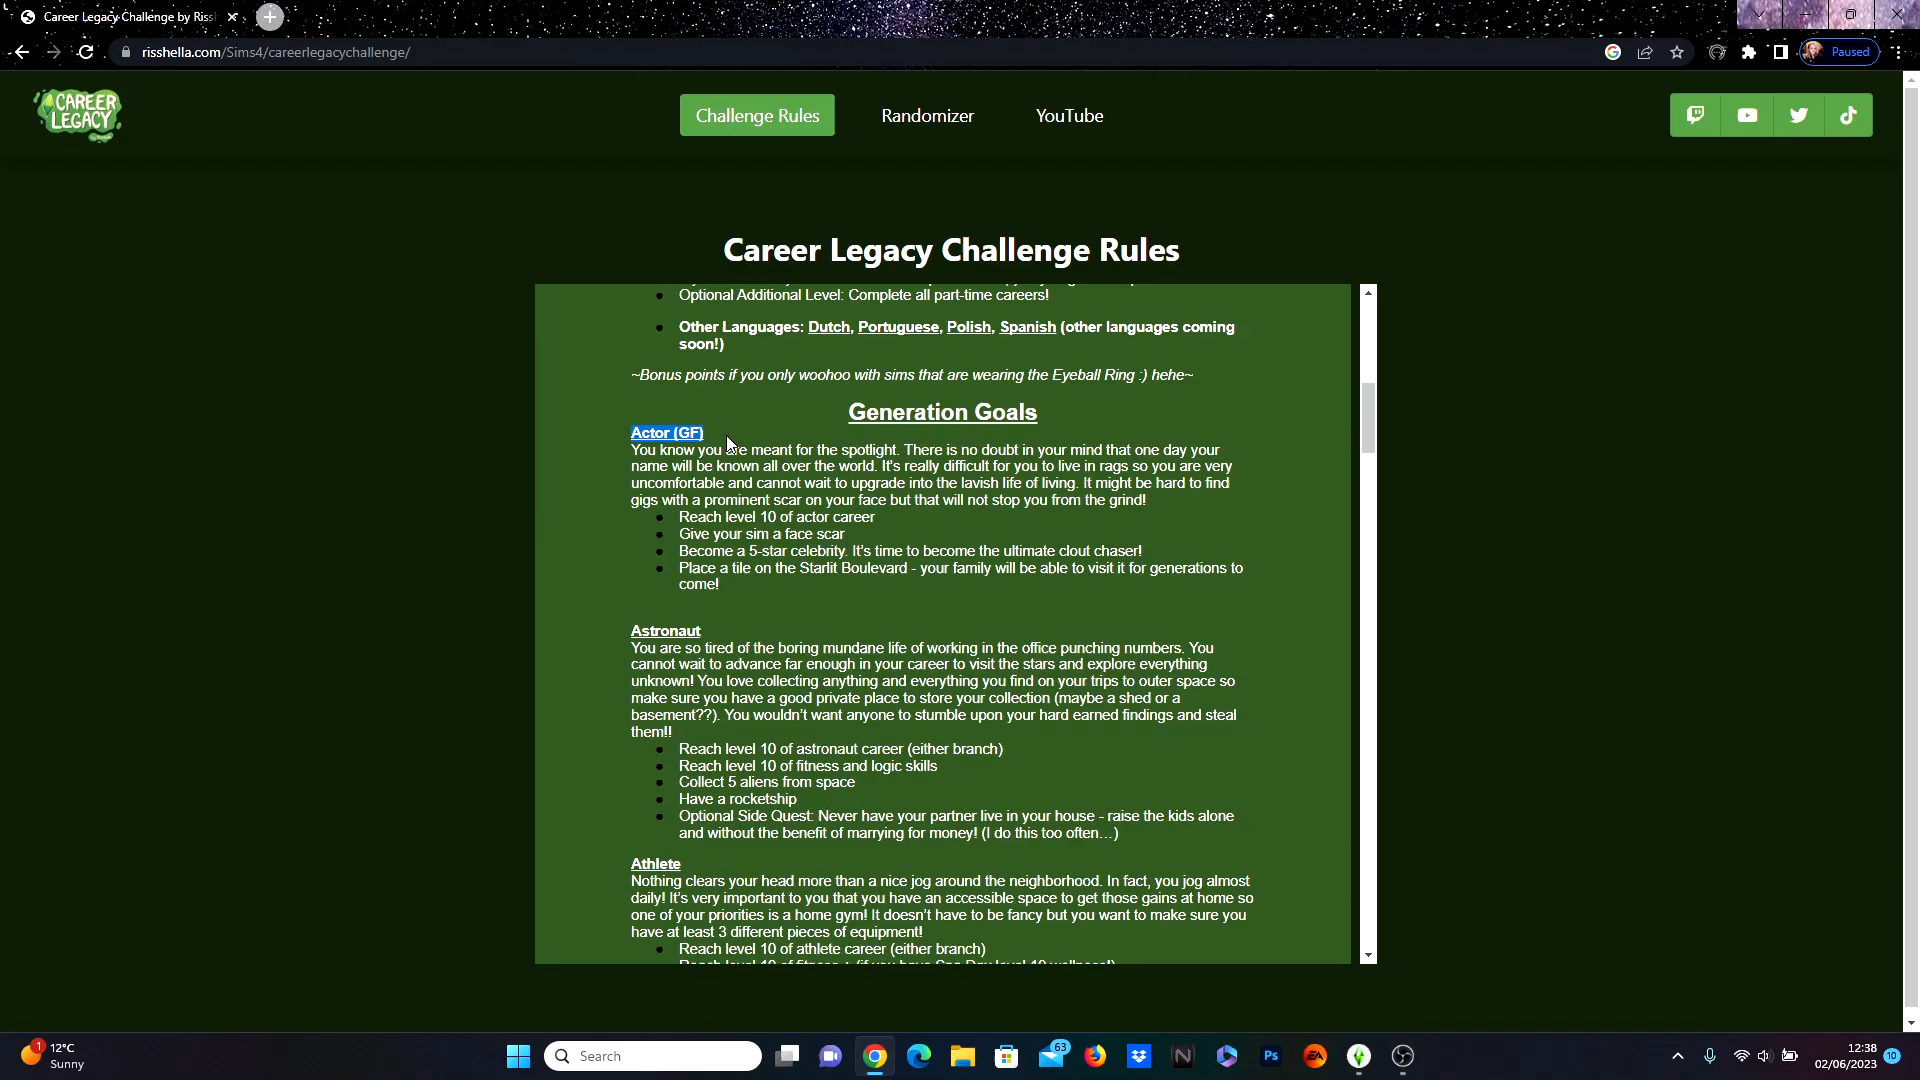 Career Legacy Challenge by Riss
risshella.com/Sims4/careerlegacychallenge/
Paused
CAREER
LEGACY
Challenge Rules
Randomizer
YouTube
Career Legacy Challenge Rules
Optional Additional Level: Complete all part-time careers!
Other Languages: Dutch, Portuguese, Polish, Spanish (other languages coming
soon!)
~Bonus points if you only woohoo with sims that are wearing the Eyeball Ring :) hehe~
Generation Goals
Actor (GF)
You know you are meant for the spotlight. There is no doubt in your mind that one day your
name will be known all over the world. It's really difficult for you to live in rags so you are very
uncomfortable and cannot wait to upgrade into the lavish life of living. It might be hard to find
gigs with a prominent scar on your face but that will not stop you from the grind!
Reach level 10 of actor career
Give your sim a face scar
Become a 5-star celebrity. It's time to become the ultimate clout chaser!
Place a tile on the Starlit Boulevard - your family will be able to visit it for generations to
come!
Astronaut
You are so tired of the boring mundane life of working in the office punching numbers. You
cannot wait to advance far enough in your career to visit the stars and explore everything
unknown! You love collecting anything and everything you find on your trips to outer space so
make sure you have a good private place to store your collection (maybe a shed or a
basement??). You wouldn't want anyone to stumble upon your hard earned findings and steal
them!!
Reach level 10 of astronaut career (either branch)
Reach level 10 of fitness and logic skills
Collect 5 aliens from space
Have a rocketship
Optional Side Quest: Never have your partner live in your house - raise the kids alone
and without the benefit of marrying for money! (I do this too often…)
Athlete
Nothing clears your head more than a nice jog around the neighborhood. In fact, you jog almost
daily! It's very important to you that you have an accessible space to get those gains at home so
one of your priorities is a home gym! It doesn't have to be fancy but you want to make sure you
have at least 3 different pieces of equipment!
Reach level 10 of athlete career (either branch)
1
12°C
Sunny
Search
63
N
Ps
EA
12:38
02/06/2023
10